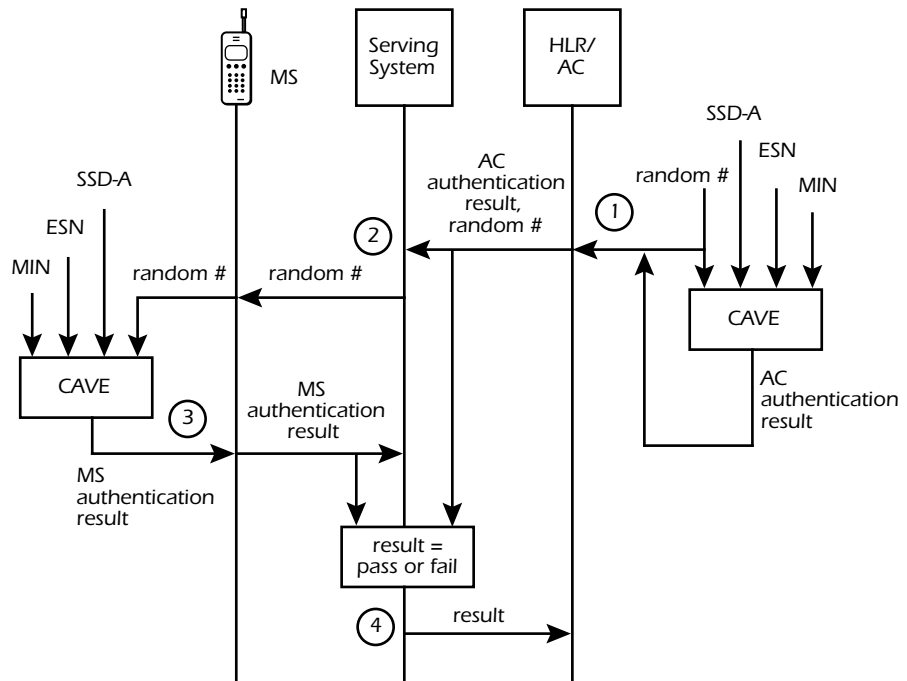 MS
Serving
System
HLR/
AC
SSD-A
ESN
MIN
random #
AC
authentication
result,
random #
1
2
SSD-A
ESN
MIN
random #
random #
CAVE
CAVE
AC
authentication
result
3
MS
authentication
result
MS
authentication
result
result =
pass or fail
4
result